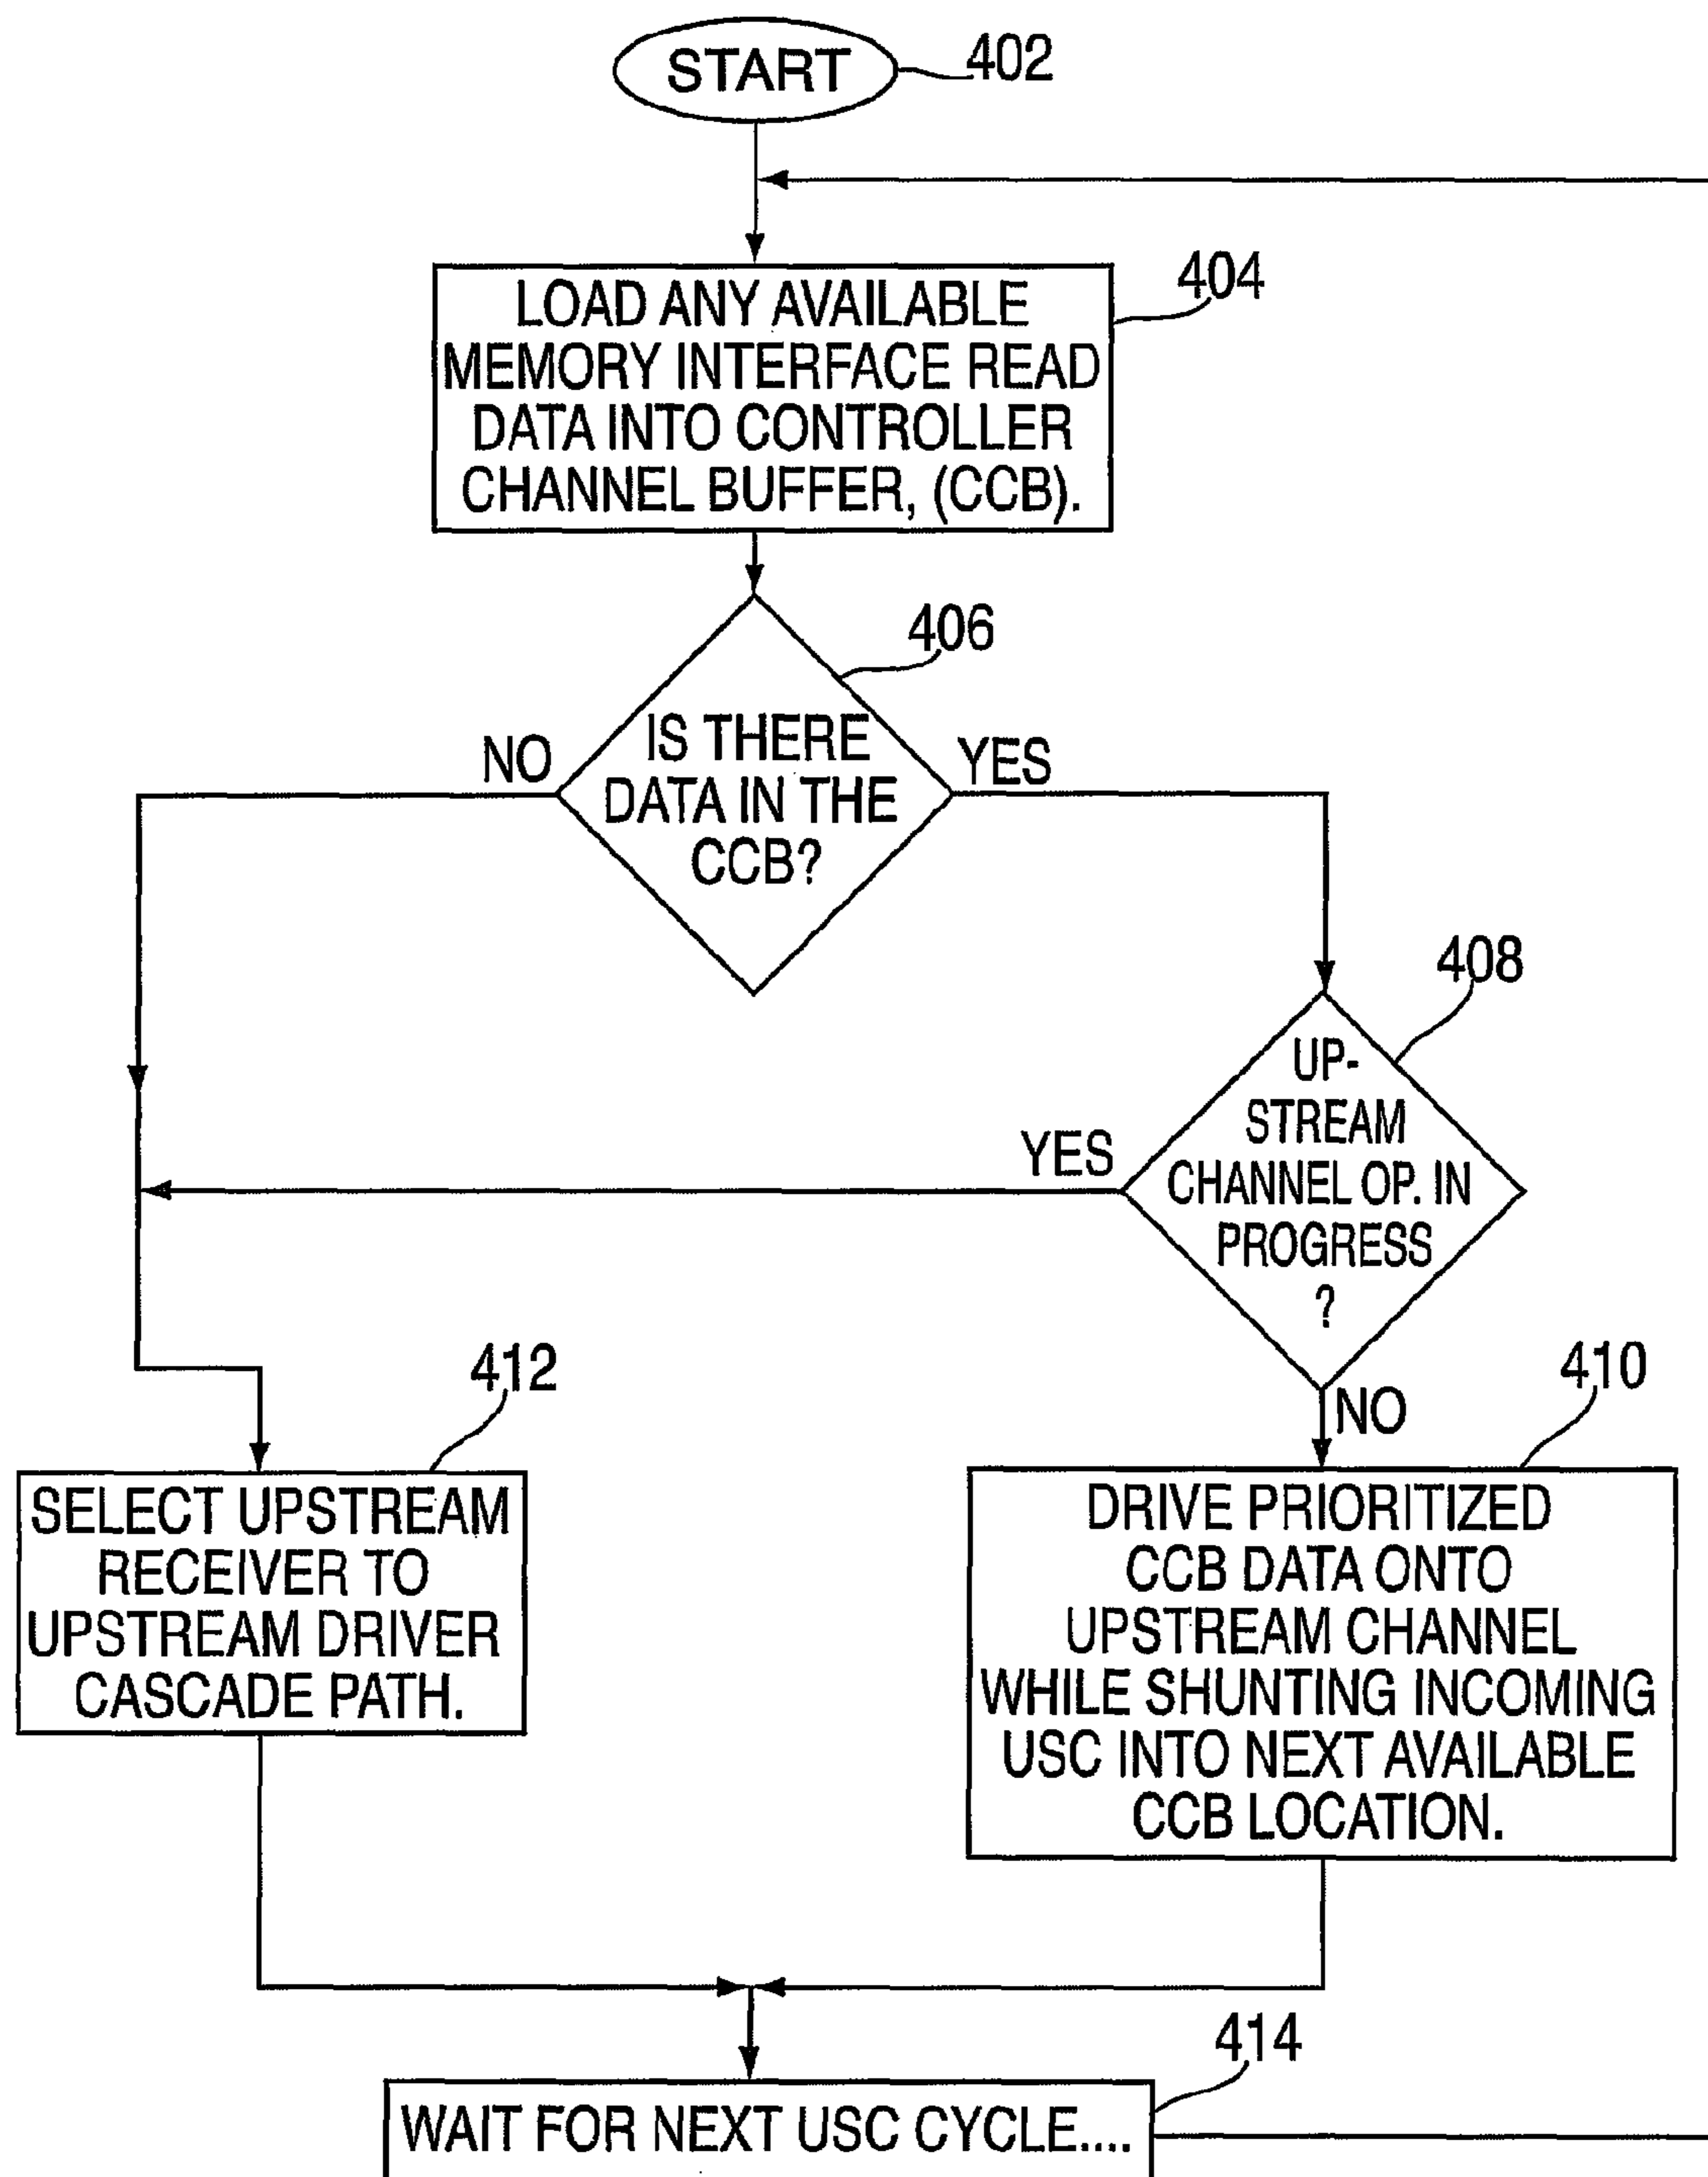 START
402
LOAD ANY AVAILABLE
MEMORY INTERFACE READ
DATA INTO CONTROLLER
CHANNEL BUFFER, (CCB).
404
406
IS THERE
DATA IN THE
CCB?
NO
YES
408
UP-
STREAM
CHANNEL OP. IN
PROGRESS
?
YES
NO
412
SELECT UPSTREAM
RECEIVER TO
UPSTREAM DRIVER
CASCADE PATH.
410
DRIVE PRIORITIZED
CCB DATA ONTO
UPSTREAM CHANNEL
WHILE SHUNTING INCOMING
USC INTO NEXT AVAILABLE
CCB LOCATION.
414
WAIT FOR NEXT USC CYCLE....